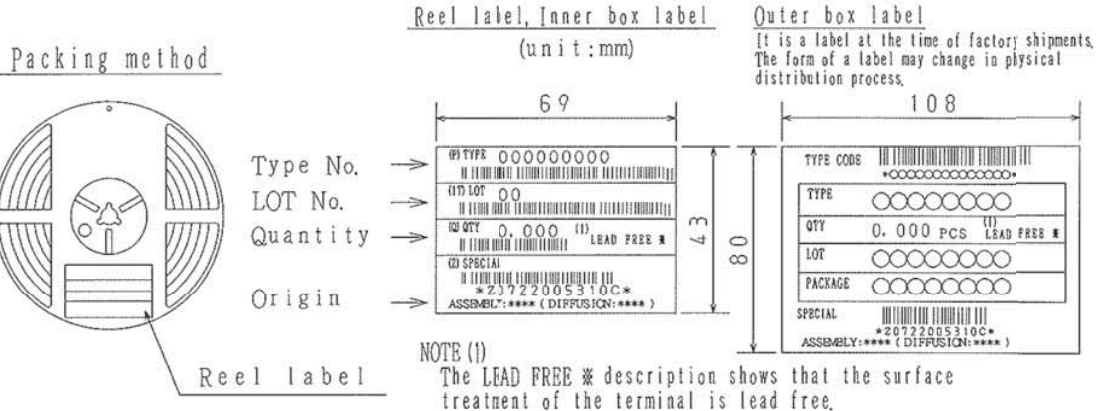 Packing method
Reel label
Reel label, Inner box label
(unit:mm)
69
Type No.
LOT No.
Quantity
Origin
(P) TYPE 000000000
(1T) LOT 00
(Q) QTY 0.000 (1) LEAD FREE ※
(Z) SPECIAL
*Z0722005310C*
ASSEMBLY:**** (DIFFUSION:****)
43
Outer box label
It is a label at the time of factory shipments.
The form of a label may change in plysical
distribution process.
108
80
TYPE CODE
*○○○○○○○○○○○○○*
TYPE ○○○○○○○○
QTY 0.000 PCS (1) LEAD FREE ※
LOT ○○○○○○○○
PACKAGE ○○○○○○○○
SPECIAL
*Z0722005310C*
ASSEMBLY:**** (DIFFUSION:****)
NOTE (1)
The LEAD FREE ※ description shows that the surface
treatment of the terminal is lead free.